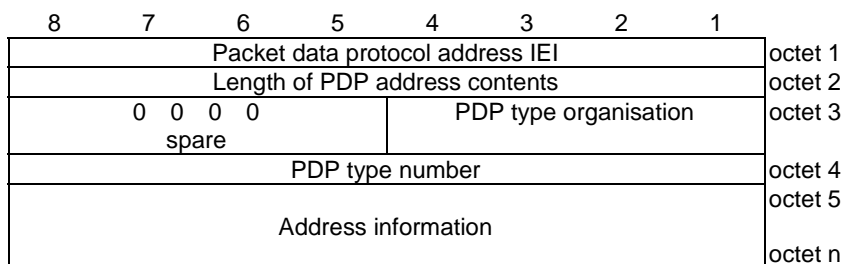 8 7 6 5 4 3 2 1
Packet data protocol address IEI octet 1
Length of PDP address contents octet 2
0 0 0 0 PDP type organisation octet 3
spare
PDP type number octet 4
octet 5
Address information
octet n